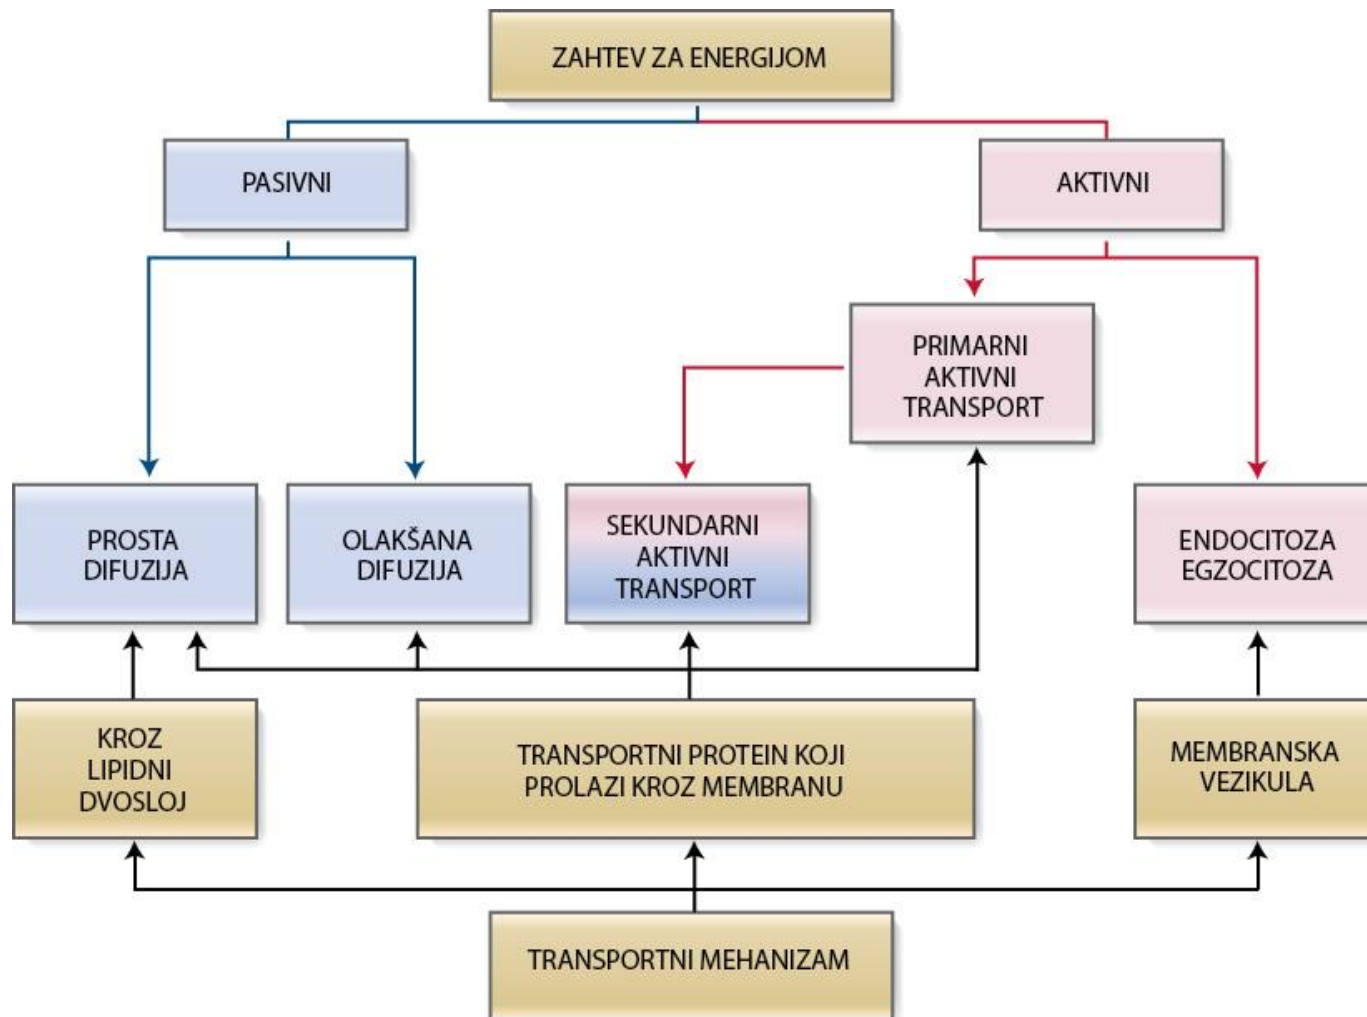 ZAHTEV ZA ENERGIJOM
PASIVNI
AKTIVNI
PRIMARNI
AKTIVNI
TRANSPORT
PROSTA
DIFUZIJA
OLAKŠANA
DIFUZIJA
SEKUNDARNI
AKTIVNI
TRANSPORT
ENDOCITOZA
EGZOCITOZA
KROZ
LIPIDNI
DVOSLOJ
TRANSPORTNI PROTEIN KOJI
PROLAZI KROZ MEMBRANU
MEMBRANSKA
VEZIKULA
TRANSPORTNI MEHANIZAM